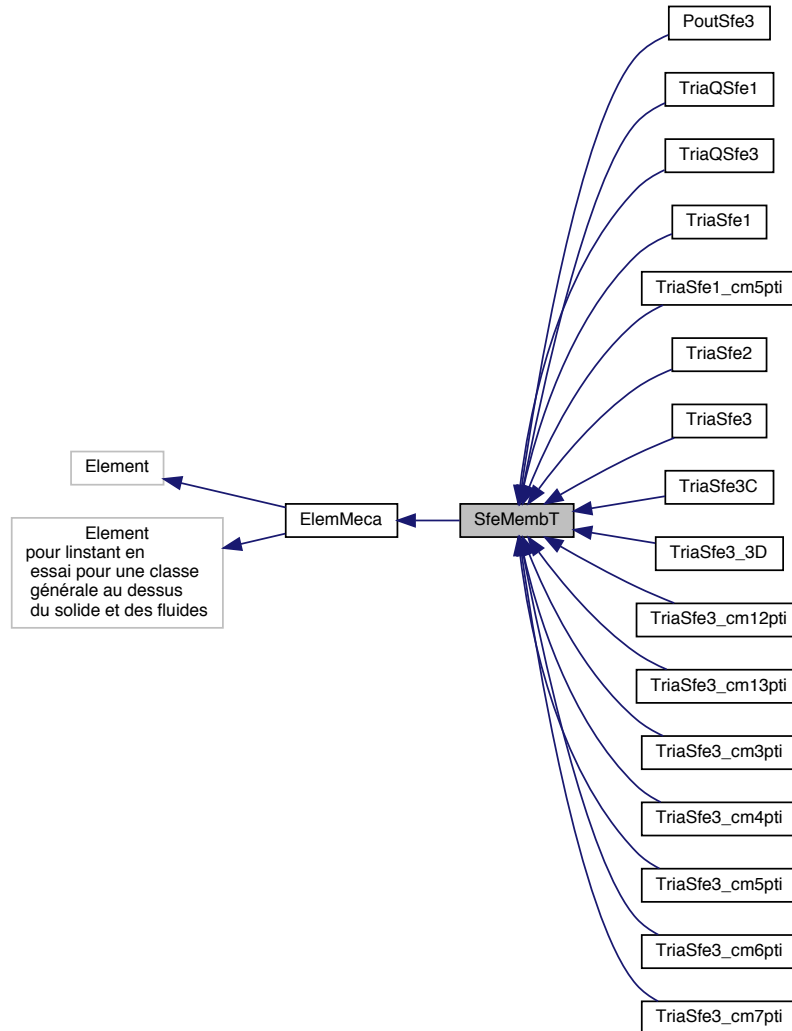 PoutSfe3
TriaQSfe1
TriaQSfe3
TriaSfe1
TriaSfe1_cm5pti
TriaSfe2
TriaSfe3
Element
TriaSfe3C
Element
pour linstant en
essai pour une classe
générale au dessus
du solide et des fluides
ElemMeca
SfeMembT
TriaSfe3_3D
TriaSfe3_cm12pti
TriaSfe3_cm13pti
TriaSfe3_cm3pti
TriaSfe3_cm4pti
TriaSfe3_cm5pti
TriaSfe3_cm6pti
TriaSfe3_cm7pti